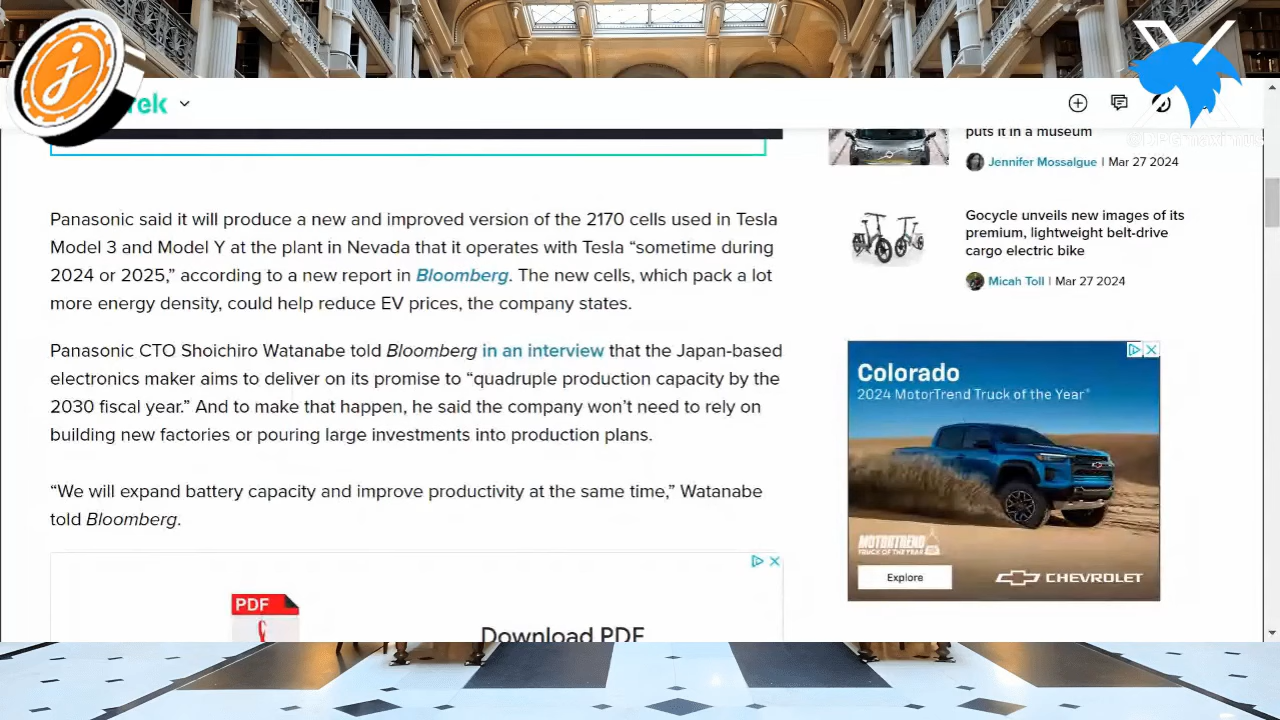 j
rek
Panasonic said it will produce a new and improved version of the 2170 cells used in Tesla
Model 3 and Model Y at the plant in Nevada that it operates with Tesla “sometime during
2024 or 2025,” according to a new report in Bloomberg. The new cells, which pack a lot
more energy density, could help reduce EV prices, the company states.
Panasonic CTO Shoichiro Watanabe told Bloomberg in an interview that the Japan-based
electronics maker aims to deliver on its promise to “quadruple production capacity by the
2030 fiscal year.” And to make that happen, he said the company won’t need to rely on
building new factories or pouring large investments into production plans.
“We will expand battery capacity and improve productivity at the same time,” Watanabe
told Bloomberg.
PDF
Download PDF
puts it in a museum
Jennifer Mossalgue | Mar 27 2024
Gocycle unveils new images of its
premium, lightweight belt-drive
cargo electric bike
Micah Toll | Mar 27 2024
Colorado
2024 MotorTrend Truck of the Year®
MOTORTREND
TRUCK OF THE YEAR
Explore
CHEVROLET